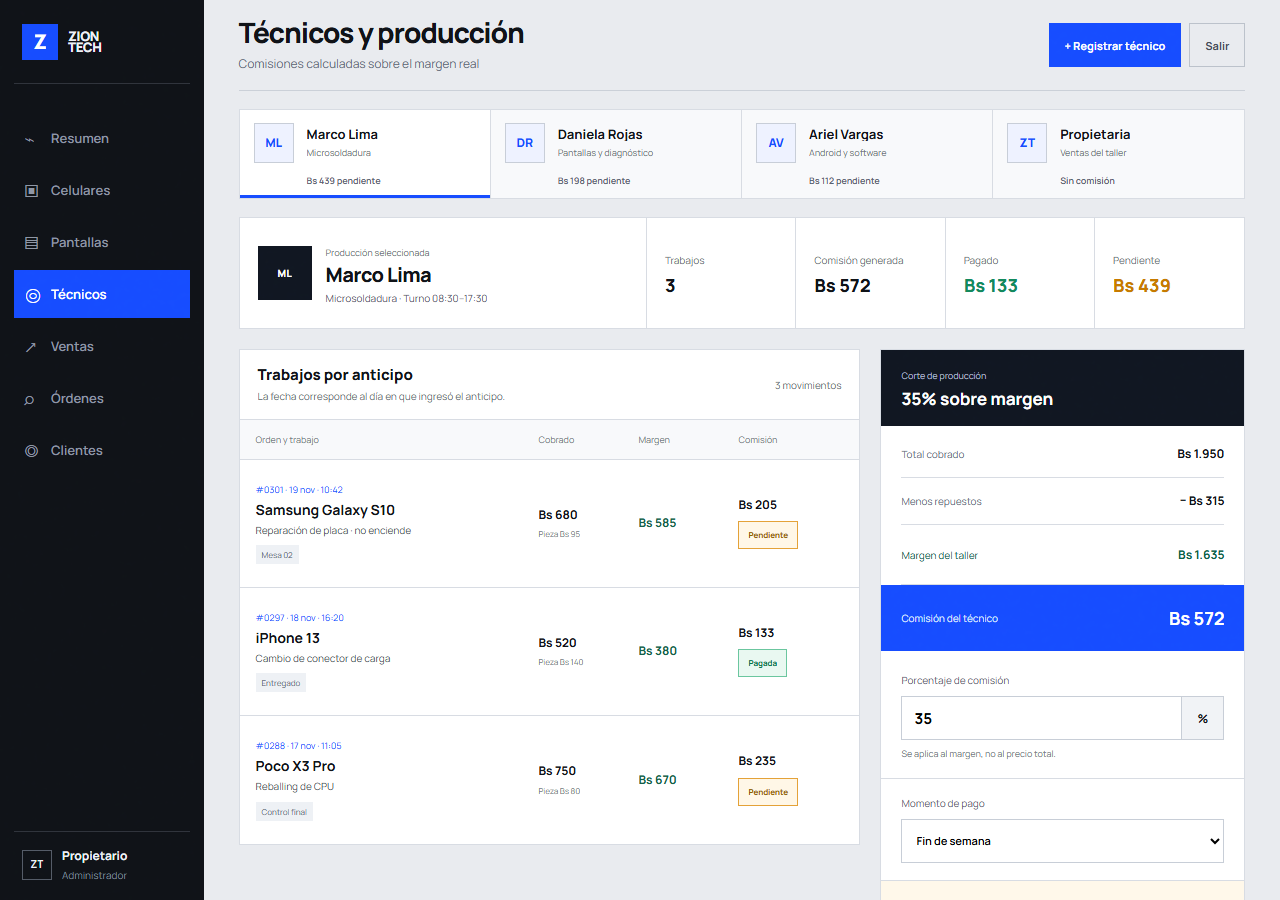 Z
ZION
TECH
Resumen
Celulares
Pantallas
Técnicos
Ventas
Órdenes
Clientes
ZT
Propietario
Administrador
Técnicos y producción
Comisiones calculadas sobre el margen real
+ Registrar técnico
Salir
ML
Marco Lima
Microsoldadura
Bs 439 pendiente
DR
Daniela Rojas
Pantallas y diagnóstico
Bs 198 pendiente
AV
Ariel Vargas
Android y software
Bs 112 pendiente
ZT
Propietaria
Ventas del taller
Sin comisión
ML
Producción seleccionada
Marco Lima
Microsoldadura · Turno 08:30–17:30
Trabajos
3
Comisión generada
Bs 572
Pagado
Bs 133
Pendiente
Bs 439
Trabajos por anticipo
La fecha corresponde al día en que ingresó el anticipo.
3 movimientos
Orden y trabajo Cobrado Margen Comisión
#0301 · 19 nov · 10:42
Samsung Galaxy S10
Reparación de placa · no enciende
Mesa 02
Bs 680
Pieza Bs 95
Bs 585
Bs 205
Pendiente
#0297 · 18 nov · 16:20
iPhone 13
Cambio de conector de carga
Entregado
Bs 520
Pieza Bs 140
Bs 380
Bs 133
Pagada
#0288 · 17 nov · 11:05
Poco X3 Pro
Reballing de CPU
Control final
Bs 750
Pieza Bs 80
Bs 670
Bs 235
Pendiente
Corte de producción
35% sobre margen
Total cobrado Bs 1.950
Menos repuestos − Bs 315
Margen del taller Bs 1.635
Comisión del técnico Bs 572
Porcentaje de comisión
35 %
Se aplica al margen, no al precio total.
Momento de pago
Fin de semana